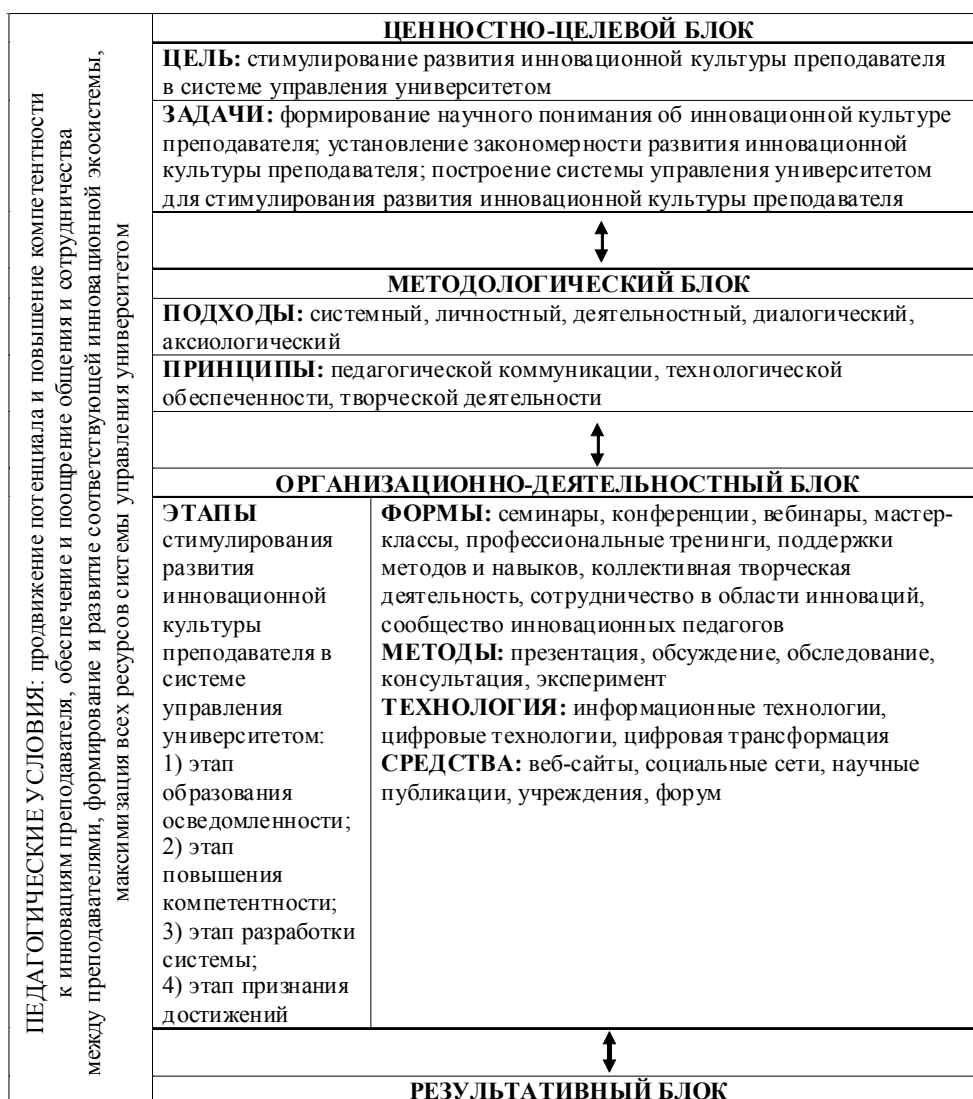 ПЕДАГОГИЧЕСКИЕ УСЛОВИЯ: продвижение потенциала и повышение компетентности
к инновациям преподавателя, обеспечение и поощрение общения и сотрудничества
между преподавателями, формирование и развитие соответствующей инновационной экосистемы,
максимизация всех ресурсов системы управления университетом
ЦЕННОСТНО-ЦЕЛЕВОЙ БЛОК
ЦЕЛЬ: стимулирование развития инновационной культуры преподавателя
в системе управления университетом
ЗАДАЧИ: формирование научного понимания об инновационной культуре
преподавателя; установление закономерности развития инновационной
культуры преподавателя; построение системы управления университетом
для стимулирования развития инновационной культуры преподавателя
МЕТОДОЛОГИЧЕСКИЙ БЛОК
ПОДХОДЫ: системный, личностный, деятельностный, диалогический,
аксиологический
ПРИНЦИПЫ: педагогической коммуникации, технологической
обеспеченности, творческой деятельности
ОРГАНИЗАЦИОННО-ДЕЯТЕЛЬНОСТНЫЙ БЛОК
ЭТАПЫ
стимулирования
развития
инновационной
культуры
преподавателя в
системе
управления
университетом:
1) этап
образования
осведомленности;
2) этап
повышения
компетентности;
3) этап разработки
системы;
4) этап признания
достижений
ФОРМЫ: семинары, конференции, вебинары, мастер-
классы, профессиональные тренинги, поддержки
методов и навыков, коллективная творческая
деятельность, сотрудничество в области инноваций,
сообщество инновационных педагогов
МЕТОДЫ: презентация, обсуждение, обследование,
консультация, эксперимент
ТЕХНОЛОГИЯ: информационные технологии,
цифровые технологии, цифровая трансформация
СРЕДСТВА: веб-сайты, социальные сети, научные
публикации, учреждения, форум
РЕЗУЛЬТАТИВНЫЙ БЛОК